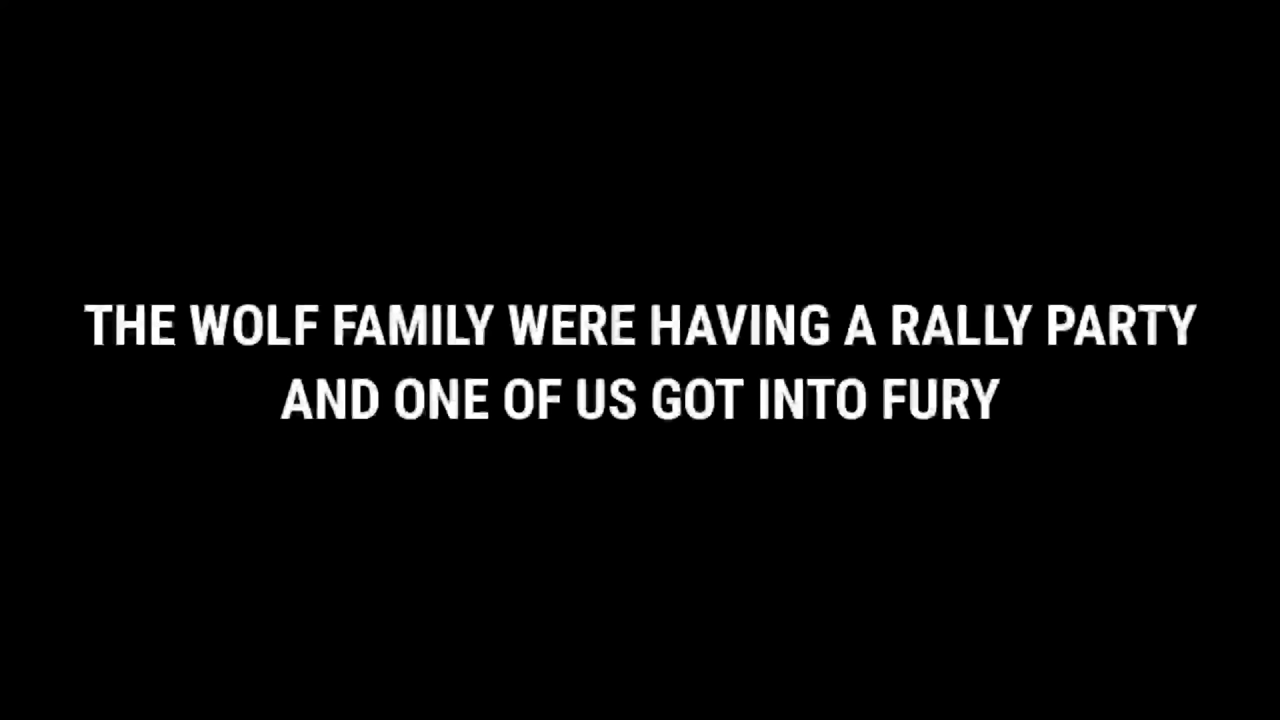 THE WOLF FAMILY WERE HAVING A RALLY PARTY
AND ONE OF US GOT INTO FURY